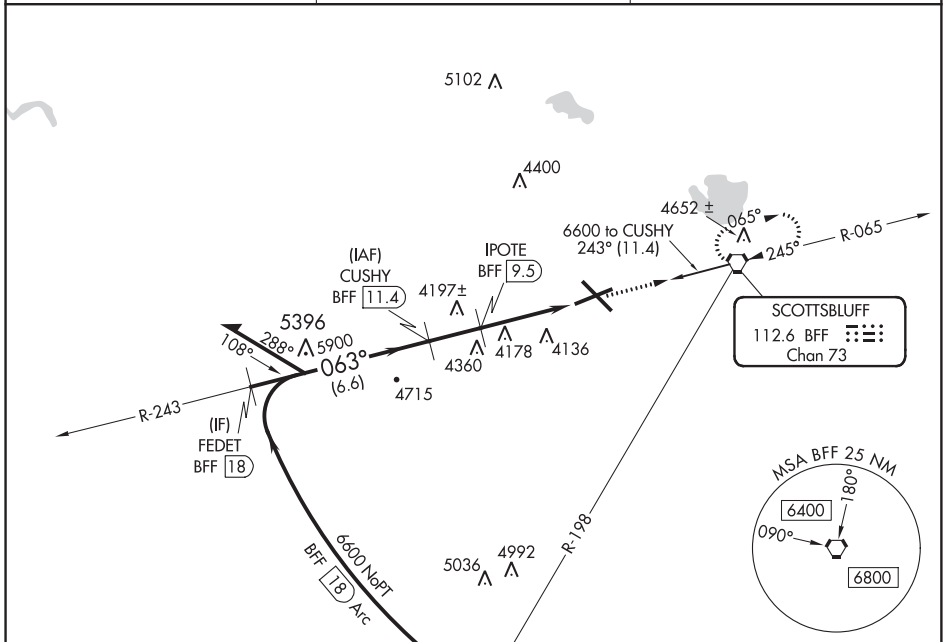 5102
4400
4652 ±
065°
R-065
245°
6600 to CUSHY
243° (11.4)
(IAF)
CUSHY
BFF 11.4
IPOTE
BFF 9.5
4197±
5396
5900
288°
108°
063°
(6.6)
4360
4178
4136
4715
SCOTTSBLUFF
112.6 BFF
Chan 73
R-243
(IF)
FEDET
BFF 18
6600 NoPT
BFF 18 Arc
5036
4992
R-198
MSA BFF 25 NM
180°
6400
090°
6800